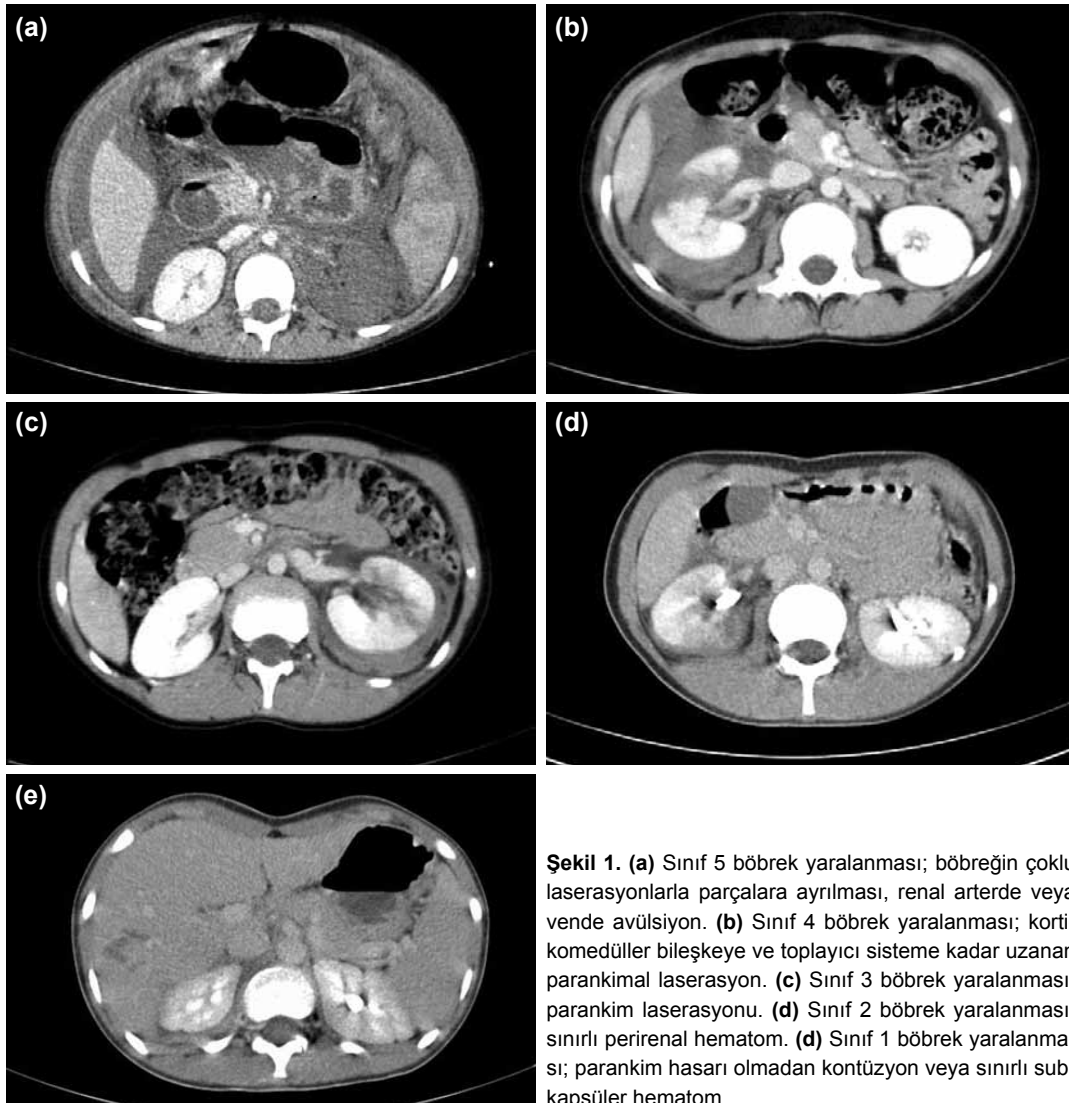 (a)
(b)
(c)
(d)
(e)
Şekil 1. (a) Sınıf 5 böbrek yaralanması; böbreğin çoklu
laserasyonlarla parçalara ayrılması, renal arterde veya
vende avülsiyon. (b) Sınıf 4 böbrek yaralanması; korti-
komedüller bileşkeye ve toplayıcı sisteme kadar uzanan
parankimal laserasyon. (c) Sınıf 3 böbrek yaralanması;
parankim laserasyonu. (d) Sınıf 2 böbrek yaralanması;
sınırlı perirenal hematom. (d) Sınıf 1 böbrek yaralanma-
sı; parankim hasarı olmadan kontüzyon veya sınırlı sub-
kapsüler hematom